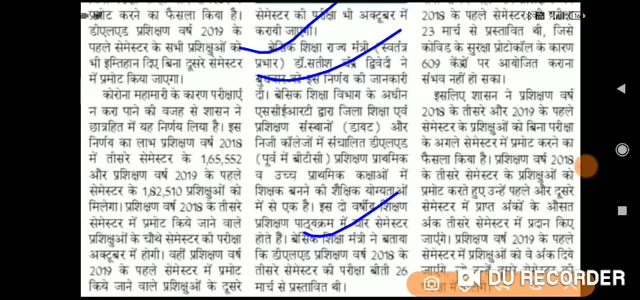 प्रमोट करने का फैसला किया है।
डीएलएड प्रशिक्षण वर्ष 2019 के
पहले सेमेस्टर के सभी प्रशिक्षुओं को
भी इम्तिहान दिए बिना दूसरे सेमेस्टर
में प्रमोट किया जाएगा।
कोरोना महामारी के कारण परीक्षाएं
न करा पाने की वजह से शासन ने
छात्रहित में यह निर्णय लिया है। इस
निर्णय का लाभ प्रशिक्षण वर्ष 2018
में तीसरे सेमेस्टर के 1,65,552
और प्रशिक्षण वर्ष 2019 के पहले
सेमेस्टर के 1,82,510 प्रशिक्षुओं को
मिलेगा। प्रशिक्षण वर्ष 2018 के तीसरे
सेमेस्टर में प्रमोट किये जाने वाले
प्रशिक्षुओं के चौथे सेमेस्टर की परीक्षा
अक्टूबर में होगी। वहीं प्रशिक्षण वर्ष
2019 के पहले सेमेस्टर में प्रमोट
किये जाने वाले प्रशिक्षुओं के दूसरे
सेमेस्टर की परीक्षा भी अक्टूबर में
करायी जाएगी।
बेसिक शिक्षा राज्य मंत्री (स्वतंत्र
प्रभार) डॉ.सतीश चंद्र द्विवेदी ने
बुधवार को इस निर्णय की जानकारी
दी। बेसिक शिक्षा विभाग के अधीन
एससीईआरटी द्वारा जिला शिक्षा एवं
प्रशिक्षण संस्थानों (डायट) और
निजी कॉलेजों में संचालित डीएलएड
(पूर्व में बीटीसी) प्रशिक्षण प्राथमिक
व उच्च प्राथमिक कक्षाओं में
शिक्षक बनने की शैक्षिक योग्यताओं
में से एक है। इस दो वर्षीय शिक्षण
प्रशिक्षण पाठ्यक्रम में चार सेमेस्टर
होते हैं। बेसिक शिक्षा मंत्री ने बताया
कि डीएलएड प्रशिक्षण वर्ष 2018 के
तीसरे सेमेस्टर की परीक्षा बीती 26
मार्च से प्रस्तावित थी।
2018 के पहले सेमेस्टर की
23 मार्च से प्रस्तावित थी, जिसे
कोविड के सुरक्षा प्रोटोकॉल के कारण
609 केंद्रों पर आयोजित कराना
संभव नहीं हो सका।
इसलिए शासन ने प्रशिक्षण वर्ष
2018 के तीसरे और 2019 के पहले
सेमेस्टर के प्रशिक्षुओं को बिना परीक्षा
के अगले सेमेस्टर में प्रमोट करने का
फैसला किया है। प्रशिक्षण वर्ष 2018
के तीसरे सेमेस्टर के प्रशिक्षुओं को
प्रमोट करते हुए उन्हें पहले और दूसरे
सेमेस्टर में प्राप्त अंकों के औसत
अंक तीसरे सेमेस्टर में प्रदान किए
जाएंगे। प्रशिक्षण वर्ष 2019 के पहले
सेमेस्टर में प्रशिक्षुओं को वे अंक दिये
जाएंगे
RECORDED WITH
DU RECORDER